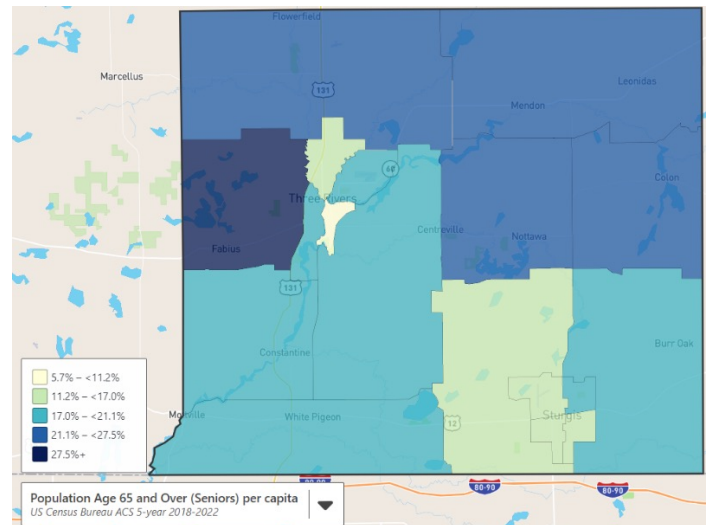 Flowerfield
Marcellus
Leonidas
131
Mendon
60
Three Rivers
Colon
Centreville
Nottawa
Fabius
131
Constantine
Burr Oak
5.7% – <11.2%
11.2% – <17.0%
17.0% – <21.1%
21.1% – <27.5%
27.5%+
White Pigeon
Sturgis
12
80-90
80-90
80-90
Population Age 65 and Over (Seniors) per capita
US Census Bureau ACS 5-year 2018-2022